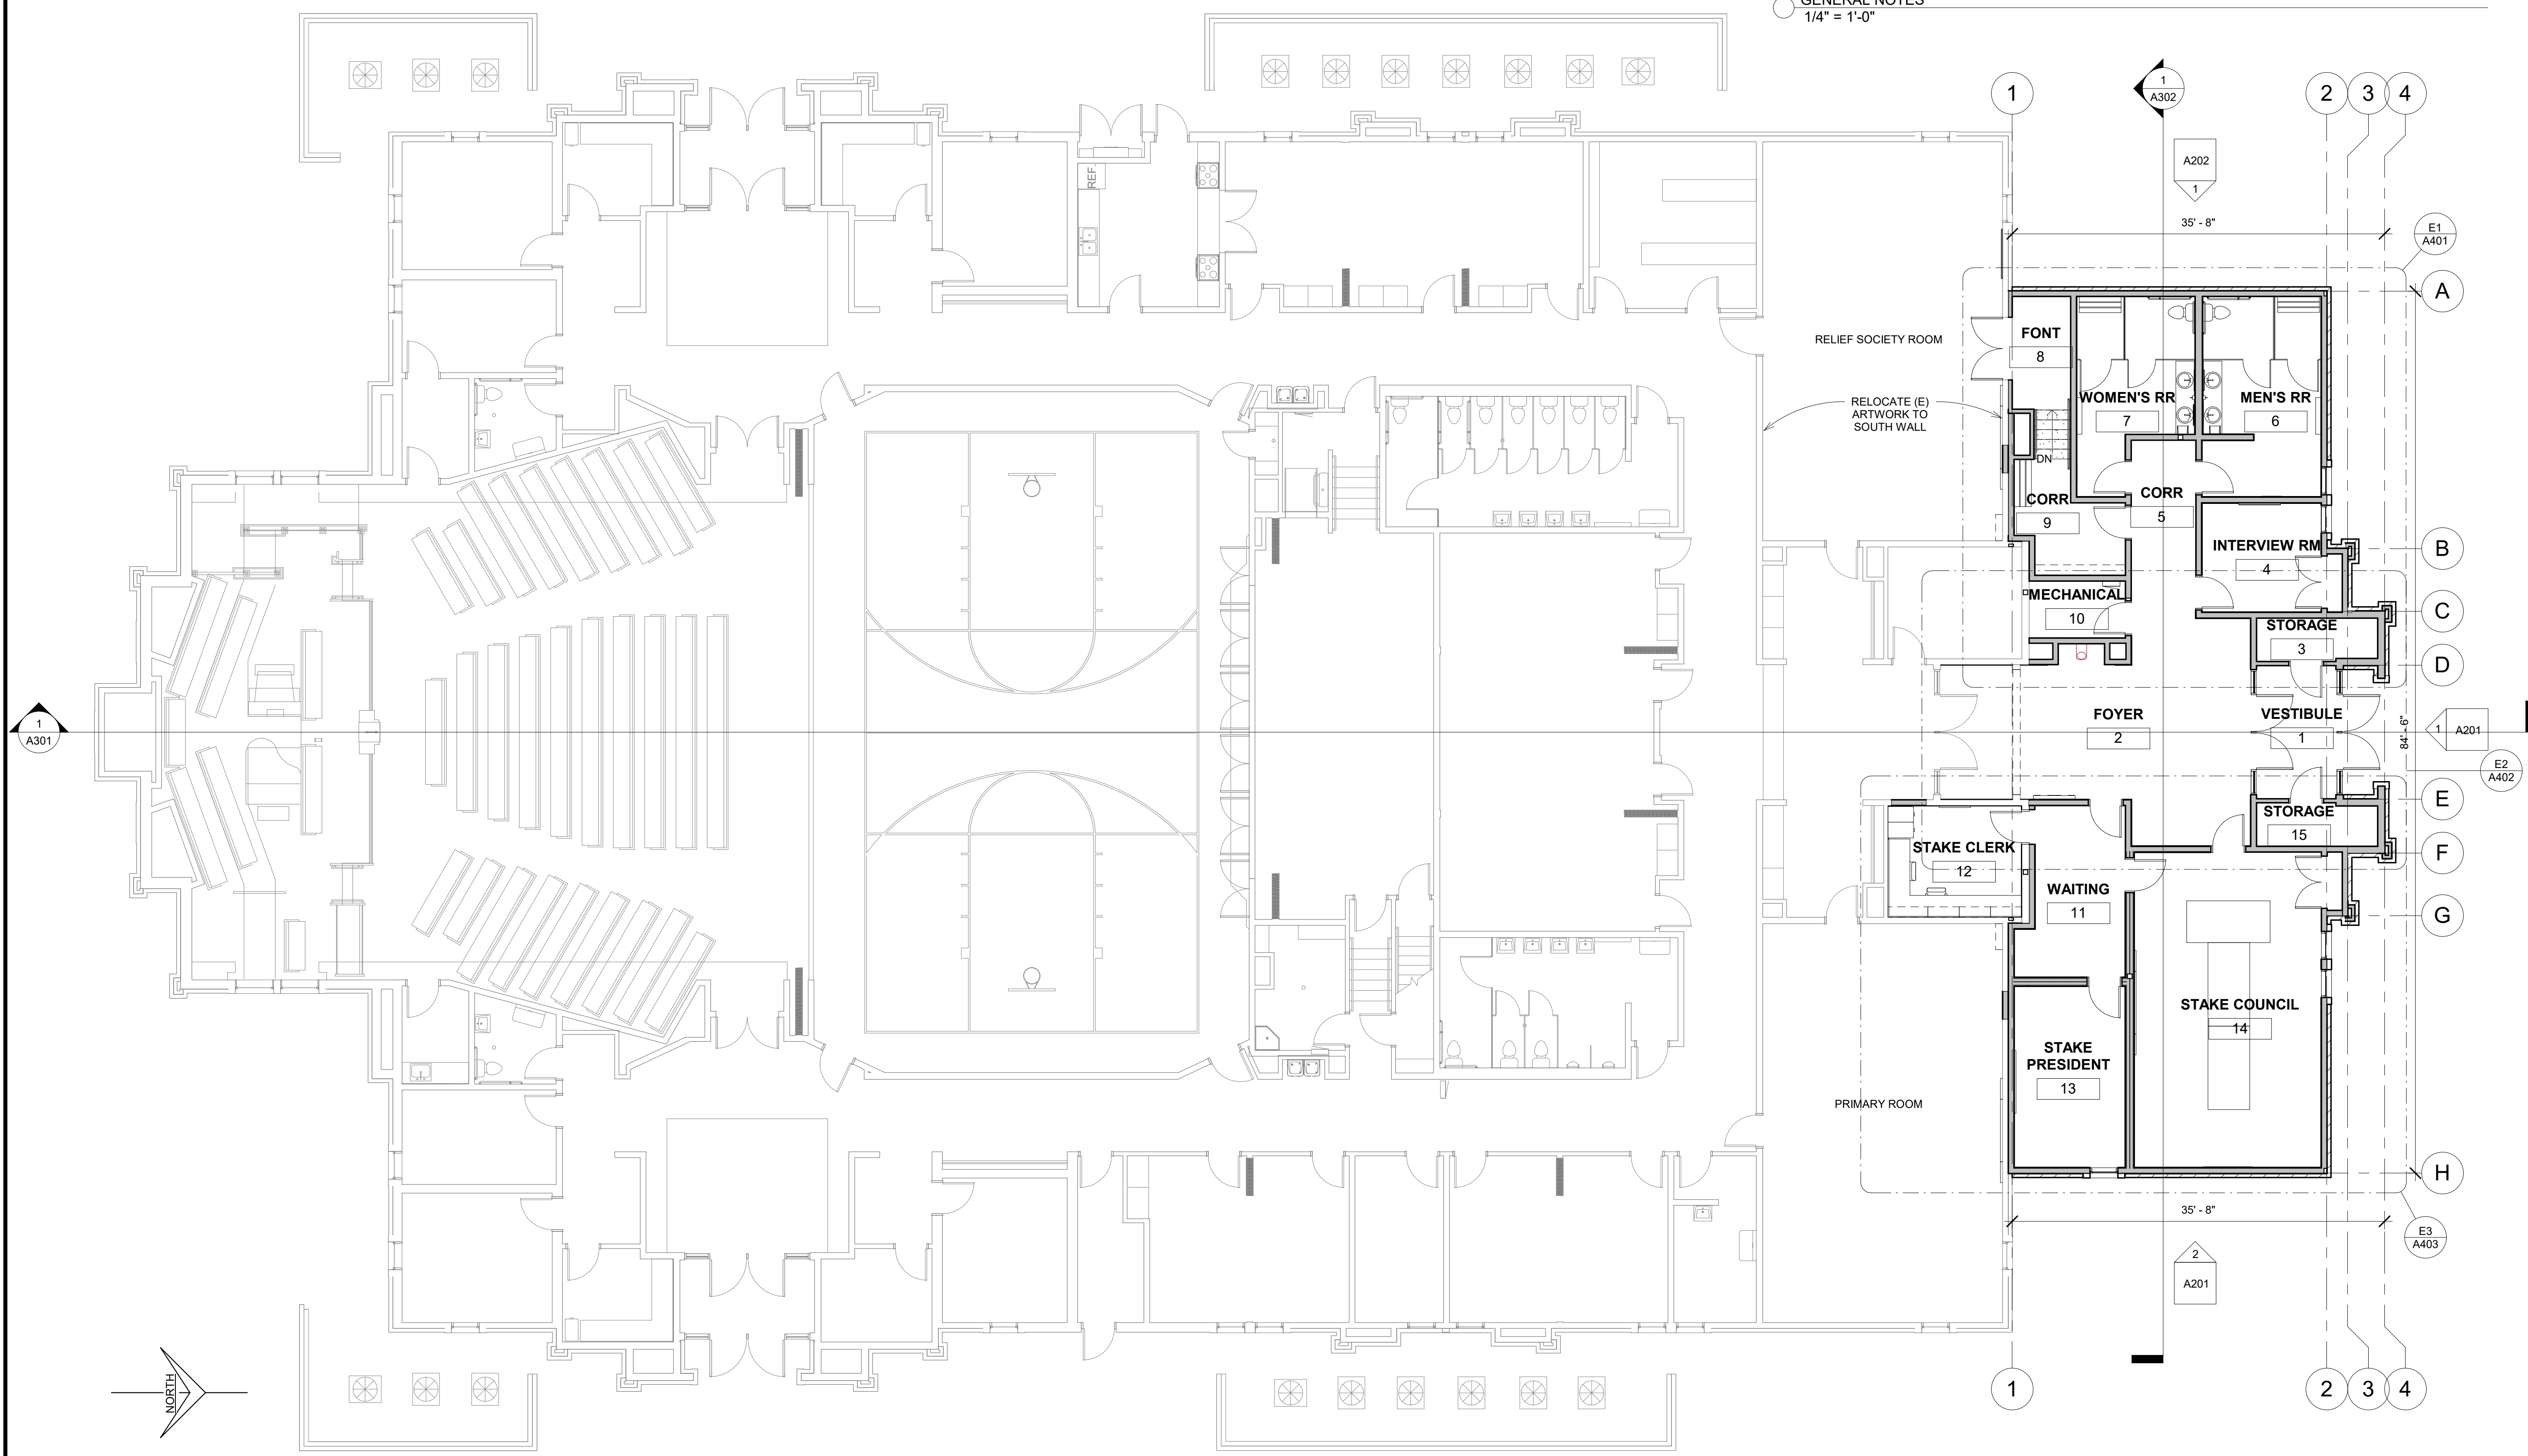 GENERAL NOTES
1/4" = 1'-0"
1
2
3
4
1
A302
A202
1
35' - 8"
E1
A401
A
REF.
RELIEF SOCIETY ROOM
RELOCATE (E)
ARTWORK TO
SOUTH WALL
FONT
8
WOMEN'S RR
7
MEN'S RR
6
DN
CORR
9
CORR
5
INTERVIEW RM
4
B
MECHANICAL
10
C
STORAGE
3
D
1
A301
FOYER
2
VESTIBULE
1
84' - 6"
1
A201
E2
A402
E
STORAGE
15
STAKE CLERK
12
F
WAITING
11
G
STAKE COUNCIL
14
STAKE
PRESIDENT
13
PRIMARY ROOM
H
35' - 8"
E3
A403
2
A201
NORTH
1
2
3
4